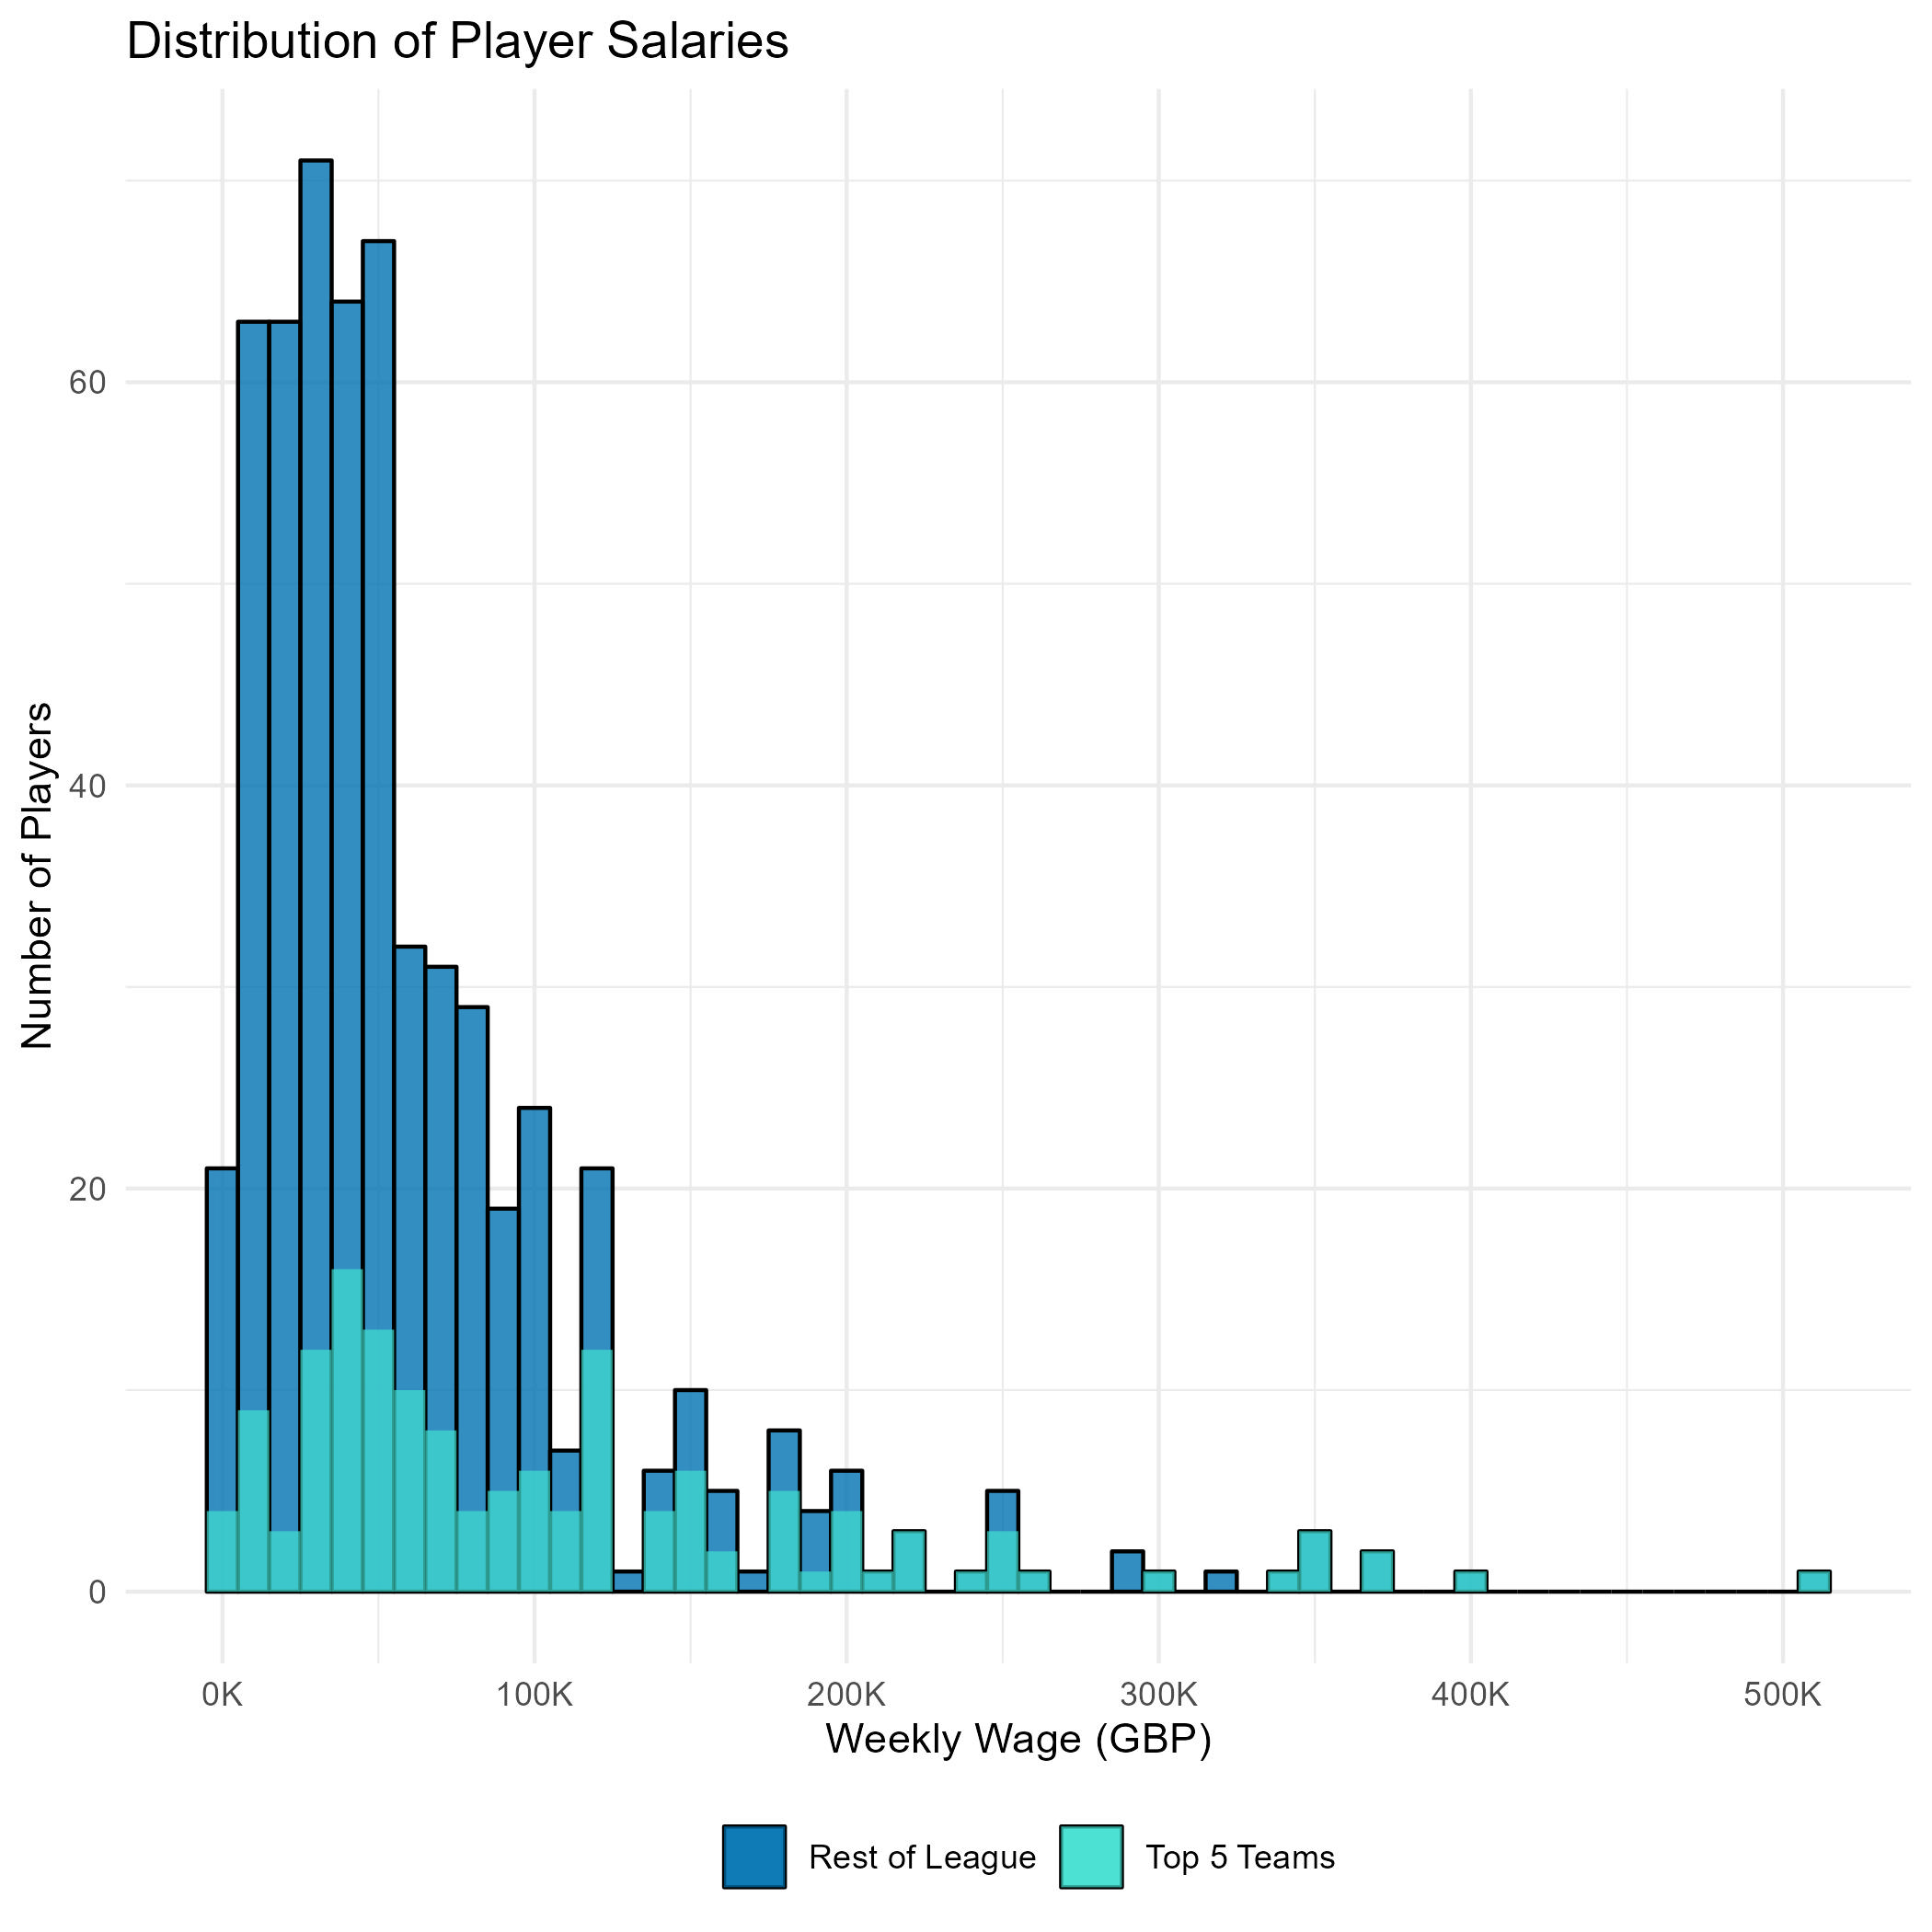 Distribution of Player Salaries
Number of Players
60
40
20
0
0K 100K 200K 300K 400K 500K
Weekly Wage (GBP)
Rest of League Top 5 Teams